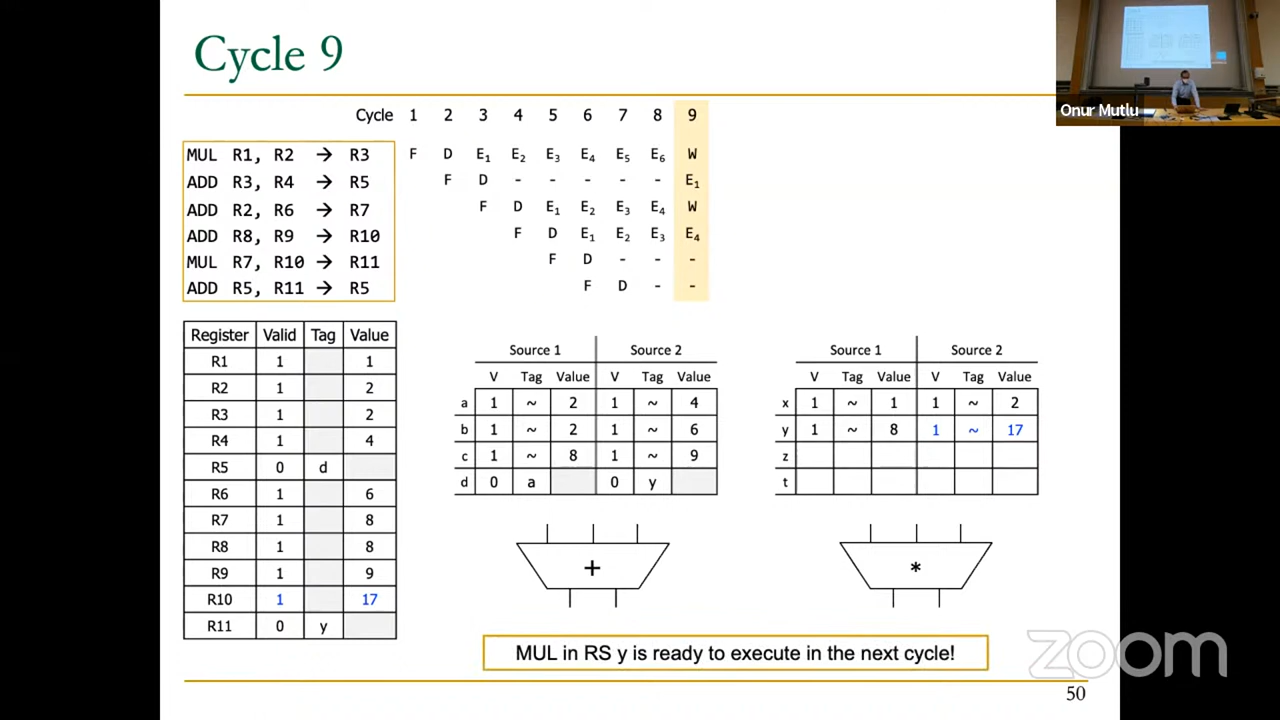 Cycle 9
Onur Mutlu
Cycle 1 2 3 4 5 6 7 8 9
MUL R1, R2 → R3 F D E₁ E₂ E₃ E₄ E₅ E₆ W
ADD R3, R4 → R5 F D - - - - - E₁
ADD R2, R6 → R7 F D E₁ E₂ E₃ E₄ W
ADD R8, R9 → R10 F D E₁ E₂ E₃ E₄
MUL R7, R10 → R11 F D - - -
ADD R5, R11 → R5 F D - -
Register Valid Tag Value
R1 1 1
R2 1 2
R3 1 2
R4 1 4
R5 0 d
R6 1 6
R7 1 8
R8 1 8
R9 1 9
R10 1 17
R11 0 y
Source 1 Source 2
V Tag Value V Tag Value
a 1 ~ 2 1 ~ 4
b 1 ~ 2 1 ~ 6
c 1 ~ 8 1 ~ 9
d 0 a 0 y
+
Source 1 Source 2
V Tag Value V Tag Value
x 1 ~ 1 1 ~ 2
y 1 ~ 8 1 ~ 17
z
t
*
MUL in RS y is ready to execute in the next cycle!
zoom
50